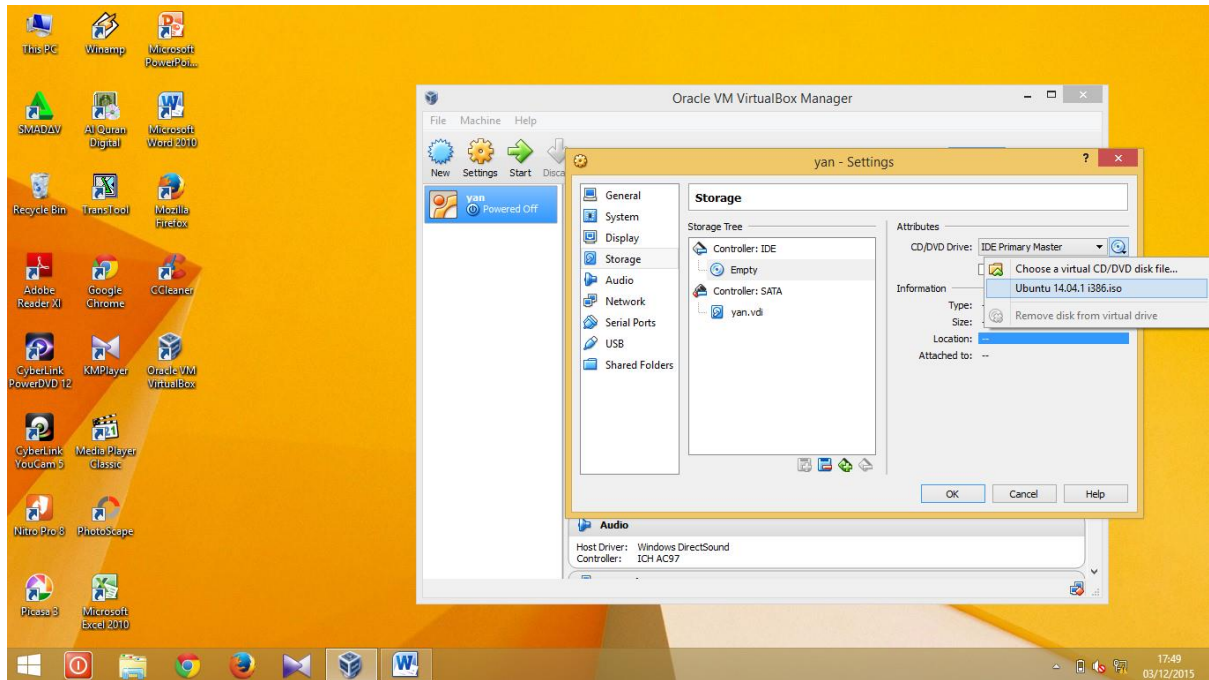 This PC
Winamp
Microsoft
PowerPoi...
SMADΔV
Al Quran
Digital
Microsoft
Word 2010
Recycle Bin
TransTool
Mozilla
Firefox
Adobe
Reader XI
Google
Chrome
CCleaner
CyberLink
PowerDVD 12
KMPlayer
Oracle VM
VirtualBox
CyberLink
YouCam 5
Media Player
Classic
Nitro Pro 8
PhotoScape
Picasa 3
Microsoft
Excel 2010
Oracle VM VirtualBox Manager
File Machine Help
New Settings Start Disca
yan
Powered Off
yan - Settings
General
System
Display
Storage
Audio
Network
Serial Ports
USB
Shared Folders
Storage
Storage Tree
Controller: IDE
Empty
Controller: SATA
yan.vdi
Attributes
CD/DVD Drive: IDE Primary Master
Choose a virtual CD/DVD disk file...
Ubuntu 14.04.1 i386.iso
Remove disk from virtual drive
Information
Type:
Size:
Location: --
Attached to: --
OK Cancel Help
Audio
Host Driver: Windows DirectSound
Controller: ICH AC97
17:49
03/12/2015